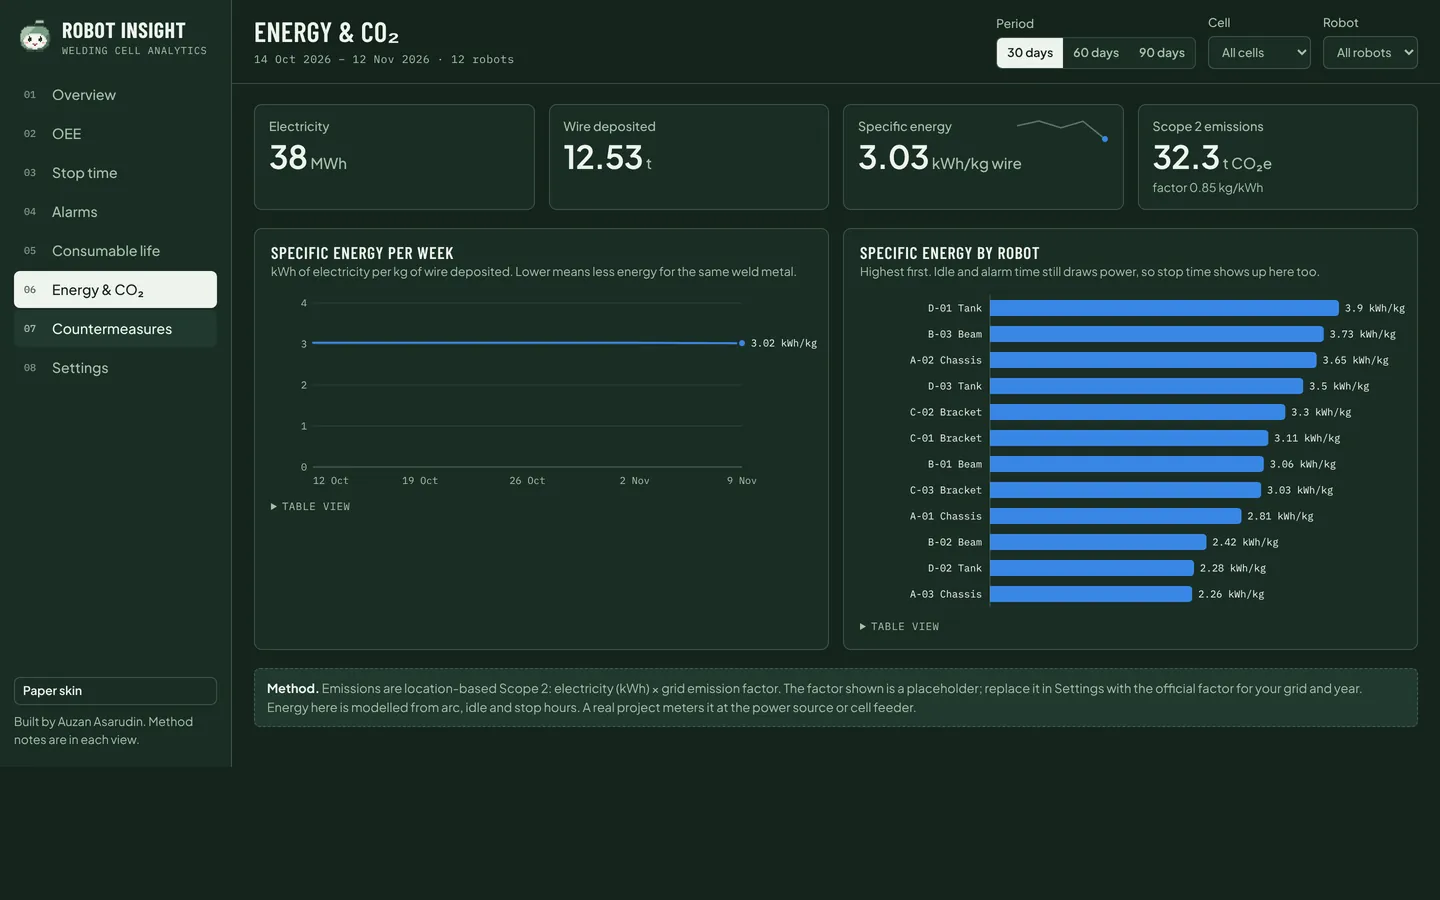 ROBOT INSIGHT
WELDING CELL ANALYTICS
01 Overview
02 OEE
03 Stop time
04 Alarms
05 Consumable life
06 Energy & CO₂
07 Countermeasures
08 Settings
Paper skin
Built by Auzan Asarudin. Method
notes are in each view.
ENERGY & CO₂
14 Oct 2026 – 12 Nov 2026 · 12 robots
Period
30 days 60 days 90 days
Cell
All cells
Robot
All robots
Electricity
38 MWh
Wire deposited
12.53 t
Specific energy
3.03 kWh/kg wire
Scope 2 emissions
32.3 t CO₂e
factor 0.85 kg/kWh
SPECIFIC ENERGY PER WEEK
kWh of electricity per kg of wire deposited. Lower means less energy for the same weld metal.
4
3
2
1
0
3.02 kWh/kg
12 Oct 19 Oct 26 Oct 2 Nov 9 Nov
▶ TABLE VIEW
SPECIFIC ENERGY BY ROBOT
Highest first. Idle and alarm time still draws power, so stop time shows up here too.
D-01 Tank 3.9 kWh/kg
B-03 Beam 3.73 kWh/kg
A-02 Chassis 3.65 kWh/kg
D-03 Tank 3.5 kWh/kg
C-02 Bracket 3.3 kWh/kg
C-01 Bracket 3.11 kWh/kg
B-01 Beam 3.06 kWh/kg
C-03 Bracket 3.03 kWh/kg
A-01 Chassis 2.81 kWh/kg
B-02 Beam 2.42 kWh/kg
D-02 Tank 2.28 kWh/kg
A-03 Chassis 2.26 kWh/kg
▶ TABLE VIEW
Method. Emissions are location-based Scope 2: electricity (kWh) × grid emission factor. The factor shown is a placeholder; replace it in Settings with the official factor for your grid and year.
Energy here is modelled from arc, idle and stop hours. A real project meters it at the power source or cell feeder.